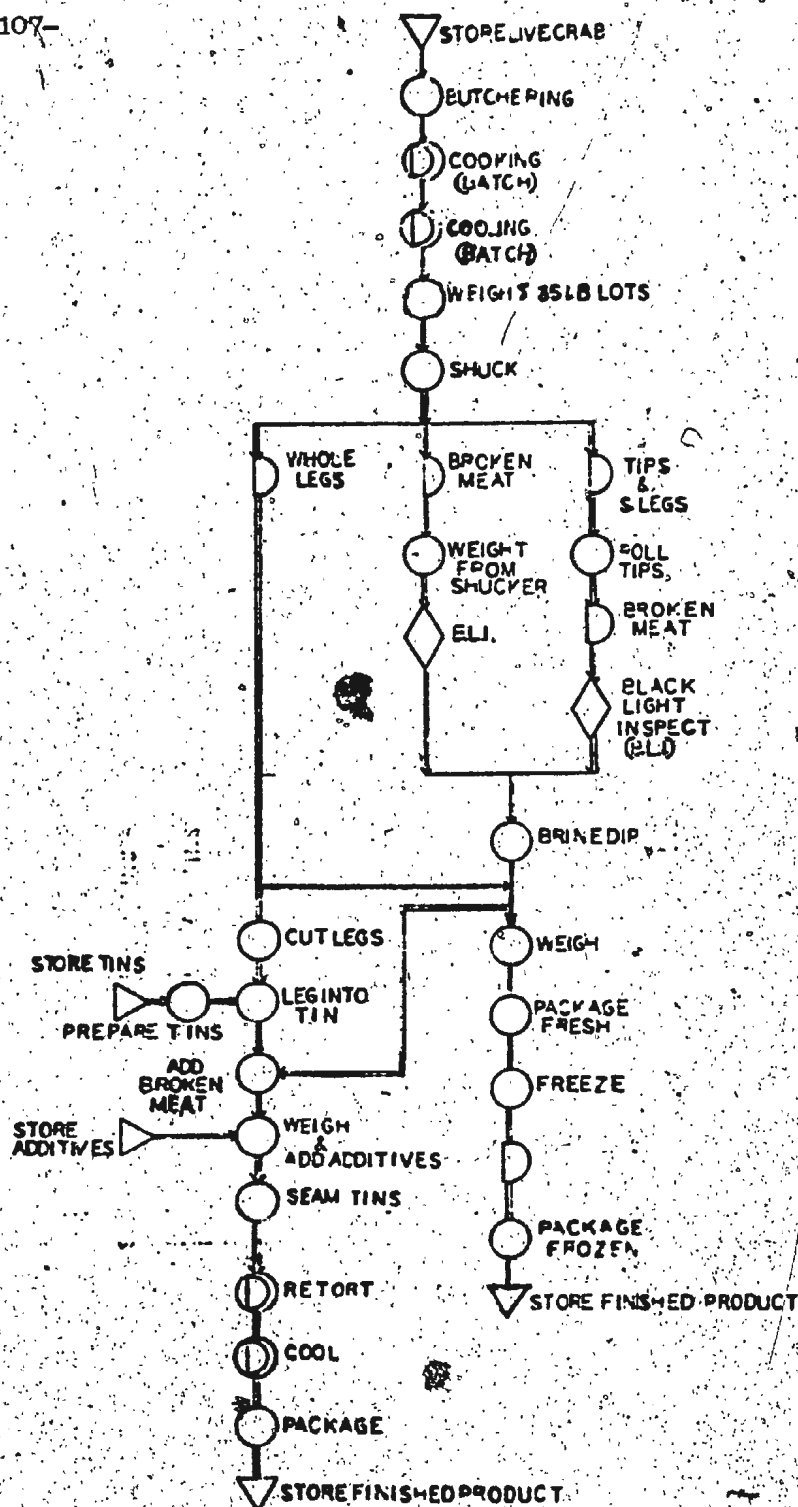 107-
STORE LIVE CRAB
BUTCHERING
COOKING
(BATCH)
COOLING
(BATCH)
WEIGHT 35LB LOTS
SHUCK
WHOLE
LEGS
BROKEN
MEAT
TIPS
&
S.LEGS
WEIGHT
FROM
SHUCKER
ROLL
TIPS
B.L.I.
BROKEN
MEAT
BLACK
LIGHT
INSPECT
(B.L.I)
BRINE DIP
CUT LEGS
WEIGH
STORE TINS
PREPARE TINS
LEG INTO
TIN
PACKAGE
FRESH
ADD
BROKEN
MEAT
FREEZE
STORE
ADDITIVES
WEIGH
&
ADD ADDITIVES
SEAM TINS
PACKAGE
FROZEN
RETORT
STORE FINISHED PRODUCT
COOL
PACKAGE
STORE FINISHED PRODUCT